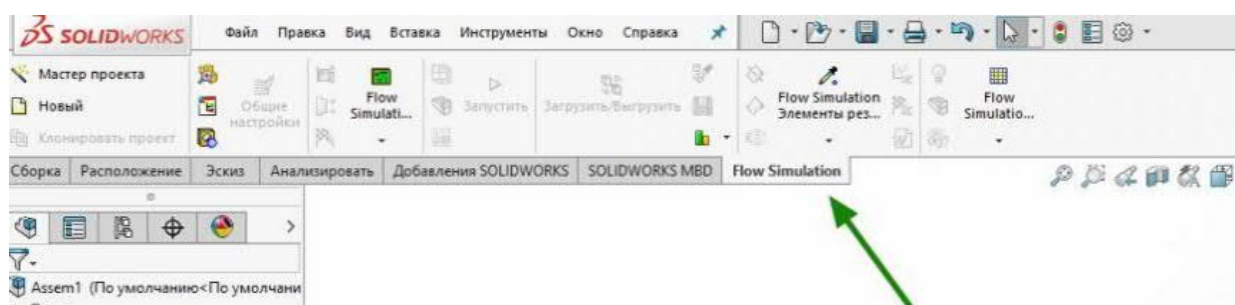 SOLIDWORKS Файл Правка Вид Вставка Инструменты Окно Справка
Мастер проекта
Новый
Клонировать проект
Общие
настройки
Flow
Simulati...
Запустить
Загрузить/Выгрузить
Flow Simulation
Элементы рез...
Flow
Simulatio...
Сборка Расположение Эскиз Анализировать Добавления SOLIDWORKS SOLIDWORKS MBD Flow Simulation
Assem1 (По умолчанию<По умолчани